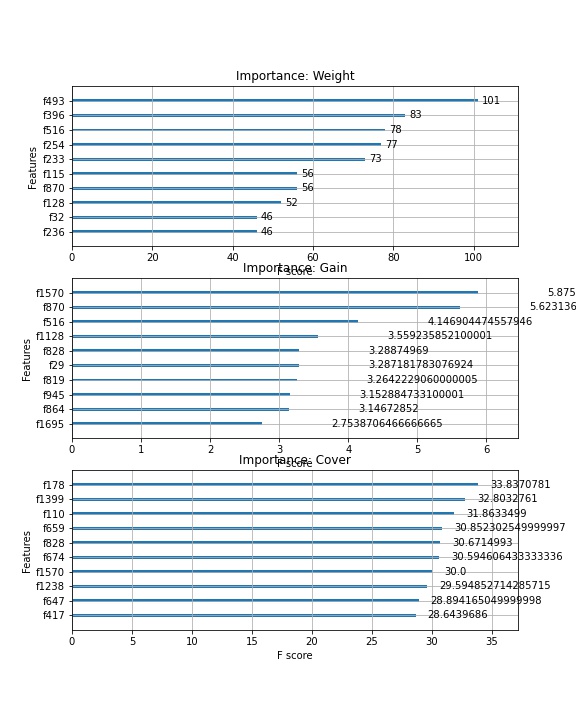 Importance: Weight
Features
f493 101
f396 83
f516 78
f254 77
f233 73
f115 56
f870 56
f128 52
f32 46
f236 46
0 20 40 60 80 100
F score
Importance: Gain
Features
f1570 5.875
f870 5.623136
f516 4.146904474557946
f1128 3.559235852100001
f828 3.28874969
f29 3.287181783076924
f819 3.2642229060000005
f945 3.152884733100001
f864 3.14672852
f1695 2.7538706466666665
0 1 2 3 4 5 6
F score
Importance: Cover
Features
f178 33.8370781
f1399 32.8032761
f110 31.8633499
f659 30.852302549999997
f828 30.6714993
f674 30.594606433333336
f1570 30.0
f1238 29.594852714285715
f647 28.894165049999998
f417 28.6439686
0 5 10 15 20 25 30 35
F score